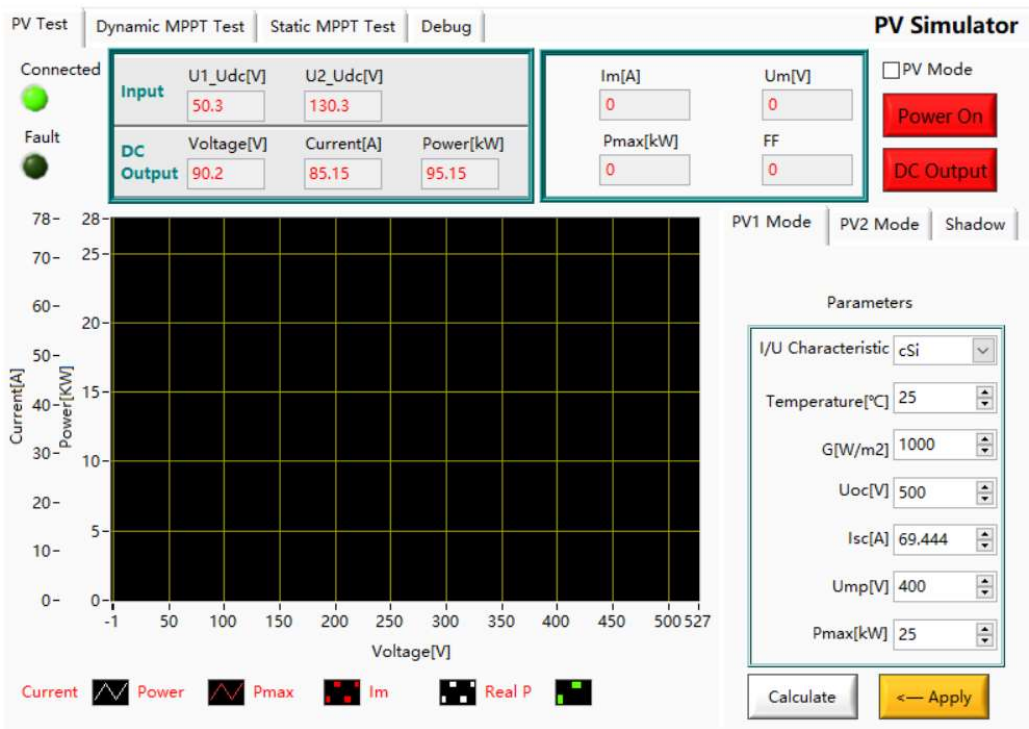 PV Test Dynamic MPPT Test Static MPPT Test Debug PV Simulator
Connected
Fault
Input U1_Udc[V] U2_Udc[V]
50.3 130.3
DC Output Voltage[V] Current[A] Power[kW]
90.2 85.15 95.15
Im[A] Um[V]
0 0
Pmax[kW] FF
0 0
PV Mode
Power On
DC Output
78 28
70 25
60
20
50
40 15
30
10
20
5
10
0 0
Current[A]
Power[KW]
-1 50 100 150 200 250 300 350 400 450 500 527
Voltage[V]
Current Power Pmax Im Real P
PV1 Mode PV2 Mode Shadow
Parameters
I/U Characteristic cSi
Temperature[℃] 25
G[W/m2] 1000
Uoc[V] 500
Isc[A] 69.444
Ump[V] 400
Pmax[kW] 25
Calculate <— Apply